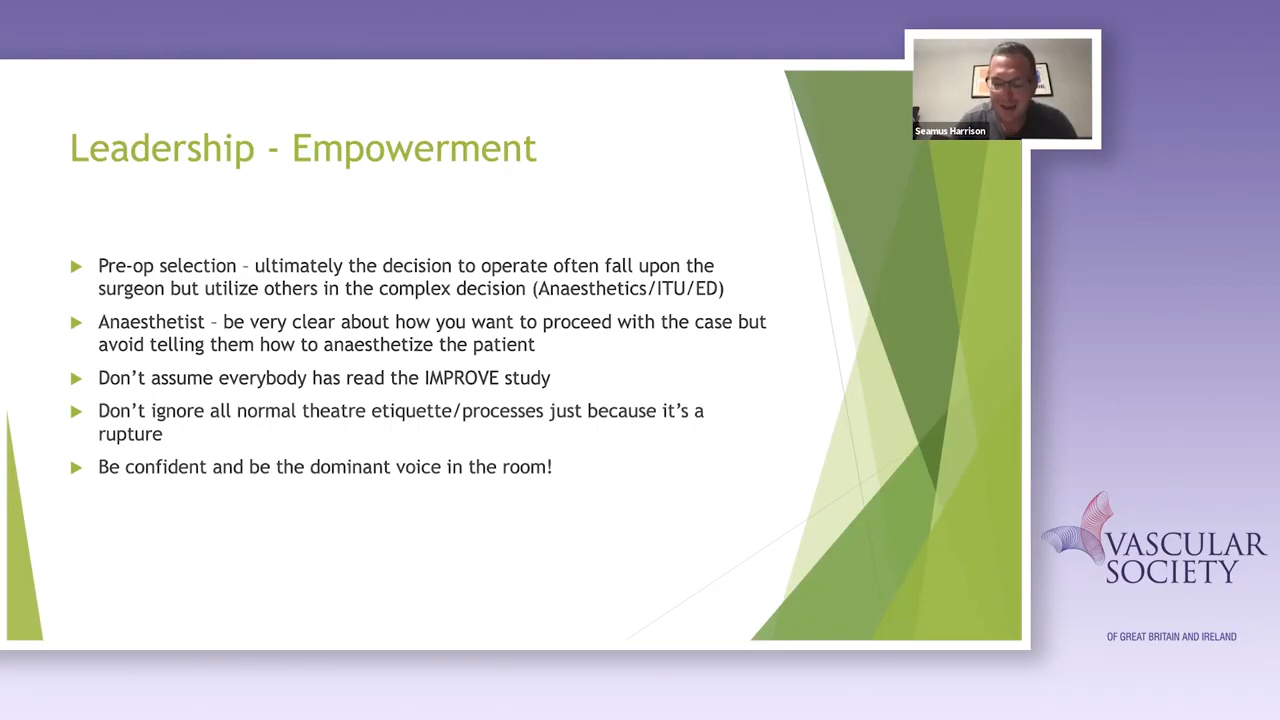 Seamus Harrison
Leadership - Empowerment
Pre-op selection – ultimately the decision to operate often fall upon the
surgeon but utilize others in the complex decision (Anaesthetics/ITU/ED)
Anaesthetist – be very clear about how you want to proceed with the case but
avoid telling them how to anaesthetize the patient
Don't assume everybody has read the IMPROVE study
Don't ignore all normal theatre etiquette/processes just because it's a
rupture
Be confident and be the dominant voice in the room!
VASCULAR
SOCIETY
OF GREAT BRITAIN AND IRELAND